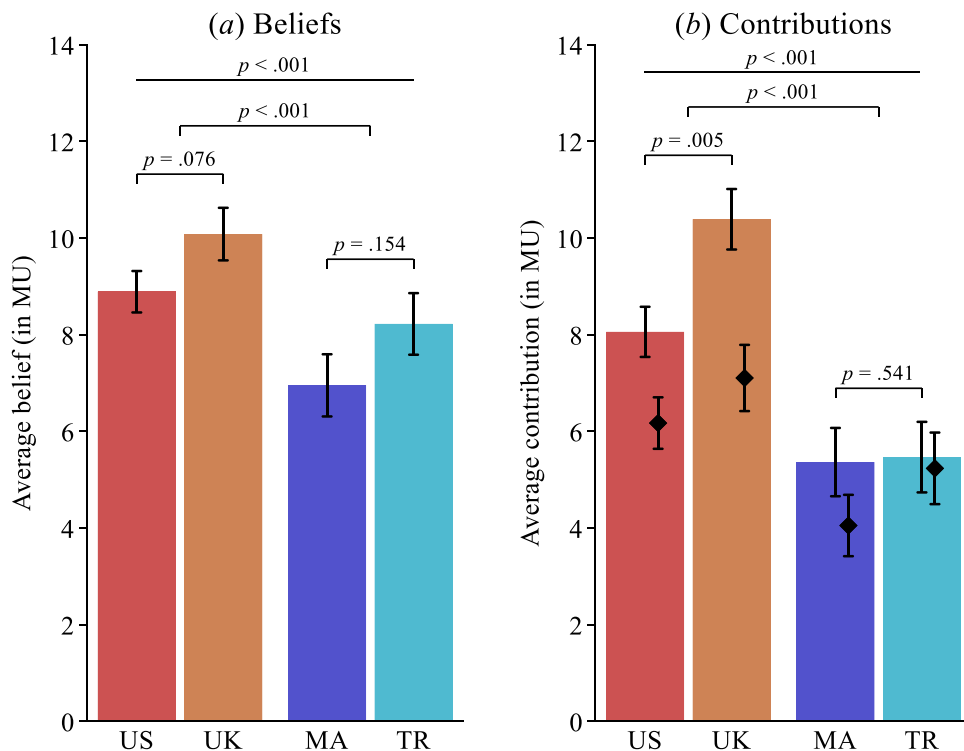 (a) Beliefs
14
12
10
8
6
4
2
0
Average belief (in MU)
p < .001
p < .001
p = .076
p = .154
US UK MA TR
(b) Contributions
14
12
10
8
6
4
2
0
Average contribution (in MU)
p < .001
p < .001
p = .005
p = .541
US UK MA TR